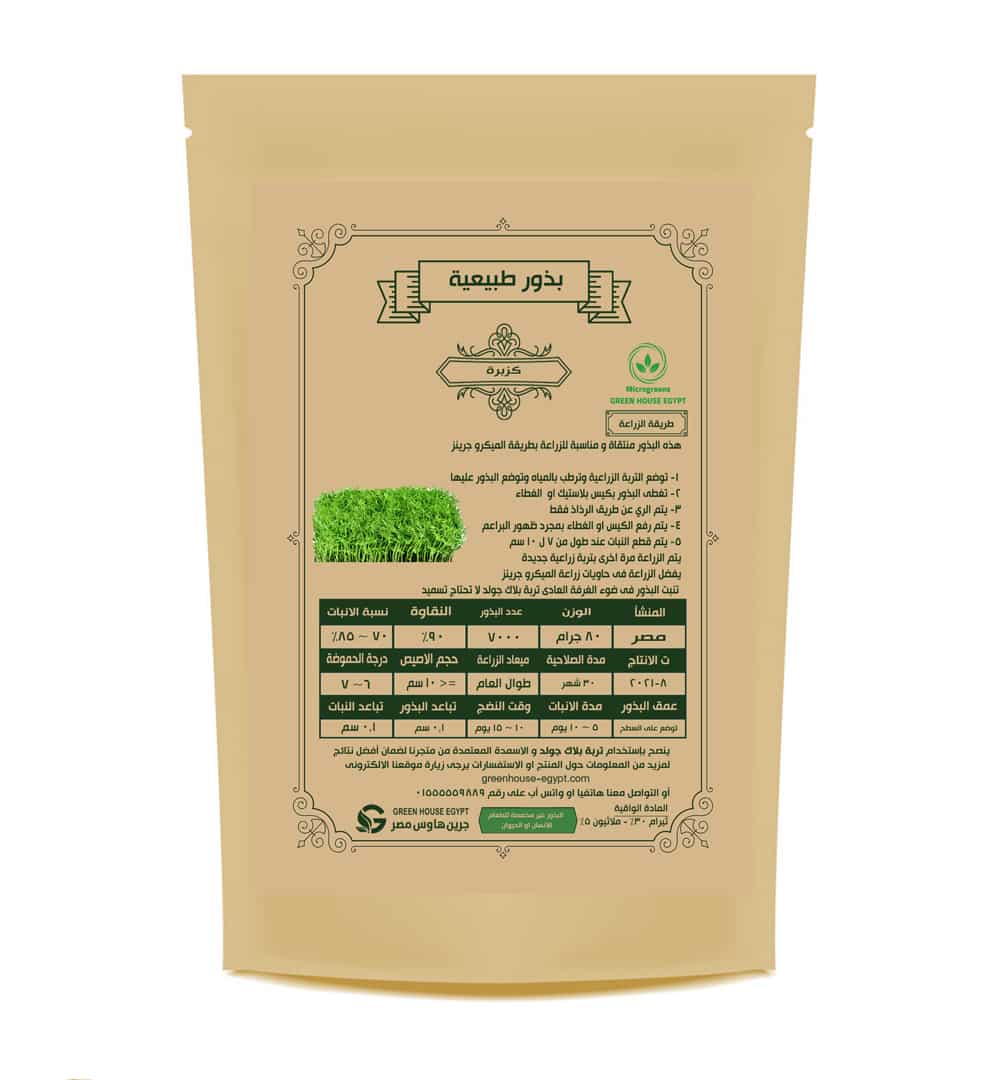 بذور طبيعية
كزبرة
Microgreens
GREEN HOUSE EGYPT
طريقة الزراعة
هذه البذور منتقاة و مناسبة للزراعة بطريقة الميكرو جرينز
١- توضع التربة الزراعية وترطب بالمياه وتوضع البذور عليها
٢- تغطى البذور بكيس بلاستيك او الغطاء
٣- يتم الري عن طريق الرذاذ فقط
٤- يتم رفع الكيس او الغطاء بمجرد ظهور البراعم
٥- يتم قطع النبات عند طول من ٧ ل ١٠ سم
يتم الزراعة مرة اخرى بتربة زراعية جديدة
يفضل الزراعة فى حاويات زراعة الميكرو جرينز
تنبت البذور فى ضوء الغرفة العادى تربة بلاك جولد لا تحتاج تسميد
المنشأ الوزن عدد البذور النقاوة نسبة الانبات
مصر ٨٠ جرام ٧٠٠٠ ٩٠٪ ٧٠ ~ ٨٥٪
ت الانتاج مدة الصلاحية ميعاد الزراعة حجم الاصيص درجة الحموضة
٨-٢٠٢١ ٣٠ شهر طوال العام => ١٠ سم ٦~ ٧
عمق البذور مدة الانبات وقت النضج تباعد البذور تباعد النبات
توضع على السطح ٥ ~ ١٠ يوم ١٠ ~ ١٥ يوم ٠,١ سم ٠,١ سم
ينصح بإستخدام تربة بلاك جولد و الاسمدة المعتمدة من متجرنا لضمان أفضل نتائج
لمزيد من المعلومات حول المنتج او الاستفسارات يرجى زيارة موقعنا الالكترونى
greenhouse-egypt.com
أو التواصل معنا هاتفيا او واتس أب على رقم ٠١٥٥٥٥٥٩٨٨٩
المادة الواقية
ثيرام ٣٠٪ - ملاثيون ٥٪
البذور غير مخصصة للطعام
للانسان او الحيوان
GREEN HOUSE EGYPT
جرين هاوس مصر